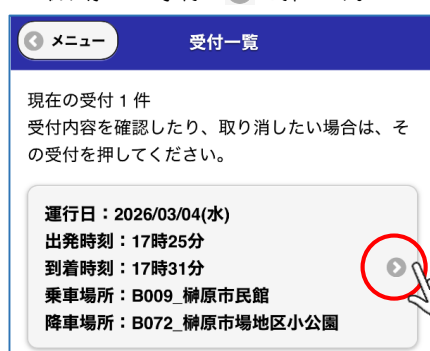 メニュー
受付一覧
現在の受付 1 件
受付内容を確認したり、取り消したい場合は、そ
の受付を押してください。
運行日：2026/03/04(水)
出発時刻：17時25分
到着時刻：17時31分
乗車場所：B009_榊原市民館
降車場所：B072_榊原市場地区小公園